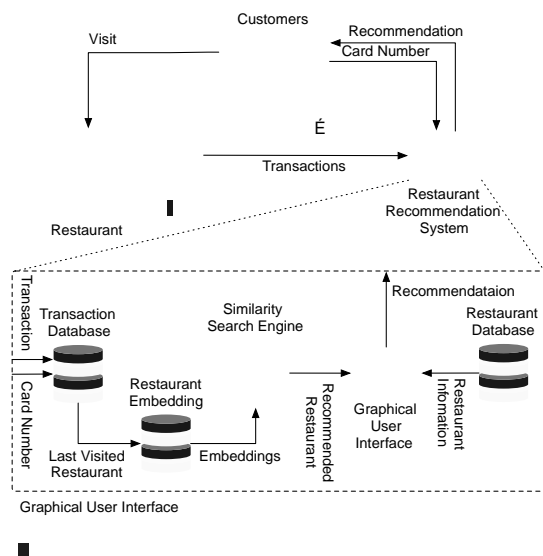 Customers
Visit
Recommendation
Card Number
É
Transactions
Restaurant
Restaurant
Recommendation
System
Transaction
Card Number
Transaction
Database
Similarity
Search Engine
Recommendataion
Restaurant
Database
Restaurant
Embedding
Last Visited
Restaurant
Embeddings
Recommended
Restaurant
Graphical
User
Interface
Restaurant
Infomation
Graphical User Interface